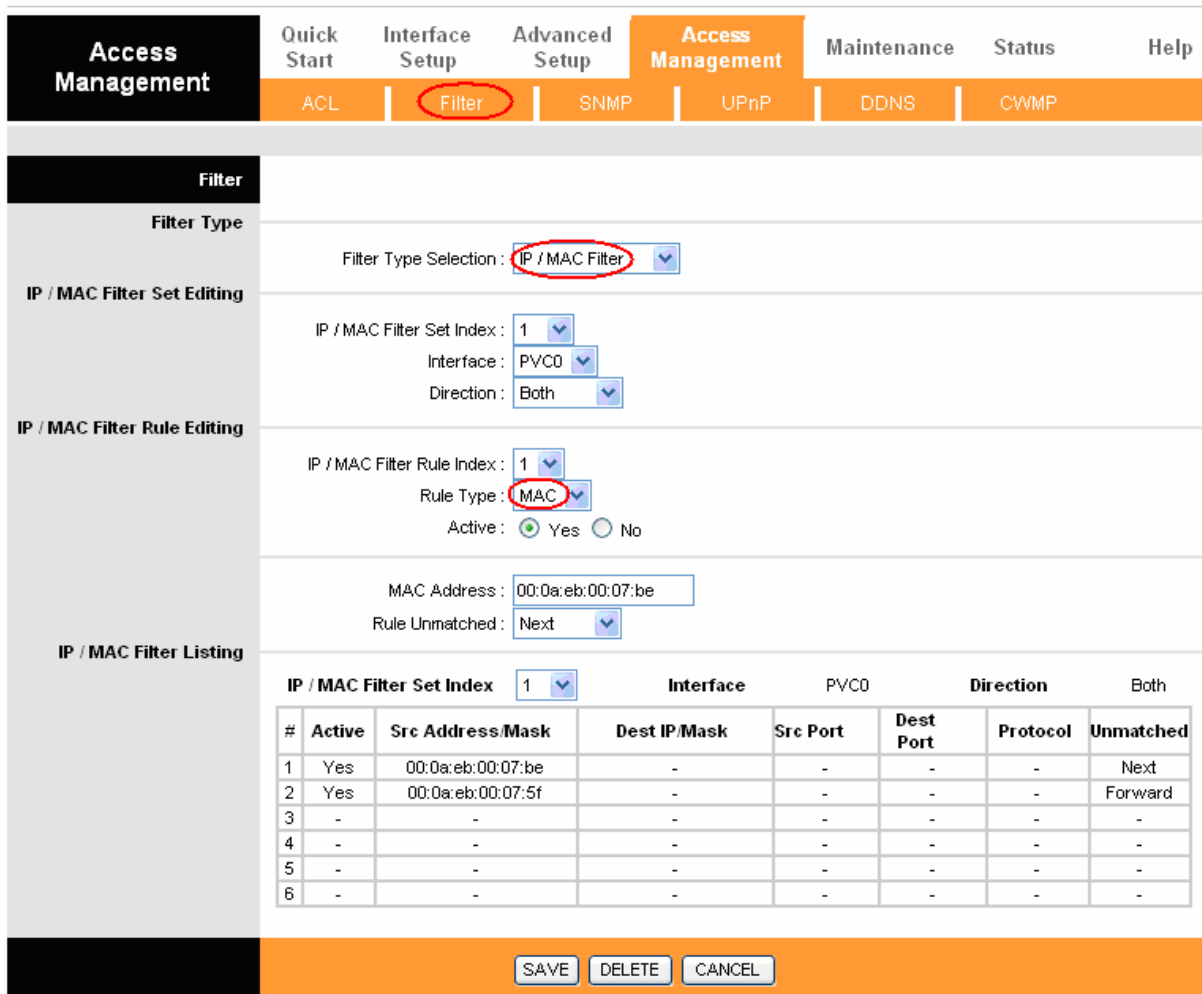 Access Management
Quick Start
Interface Setup
Advanced Setup
Access Management
Maintenance
Status
Help
ACL
Filter
SNMP
UPnP
DDNS
CWMP
Filter
Filter Type
Filter Type Selection : IP / MAC Filter
IP / MAC Filter Set Editing
IP / MAC Filter Set Index : 1
Interface : PVC0
Direction : Both
IP / MAC Filter Rule Editing
IP / MAC Filter Rule Index : 1
Rule Type : MAC
Active : Yes No
MAC Address : 00:0a:eb:00:07:be
Rule Unmatched : Next
IP / MAC Filter Listing
IP / MAC Filter Set Index 1 Interface PVC0 Direction Both
# Active Src Address/Mask Dest IP/Mask Src Port Dest Port Protocol Unmatched
1 Yes 00:0a:eb:00:07:be - - - - Next
2 Yes 00:0a:eb:00:07:5f - - - - Forward
3 - - - - - - -
4 - - - - - - -
5 - - - - - - -
6 - - - - - - -
SAVE DELETE CANCEL